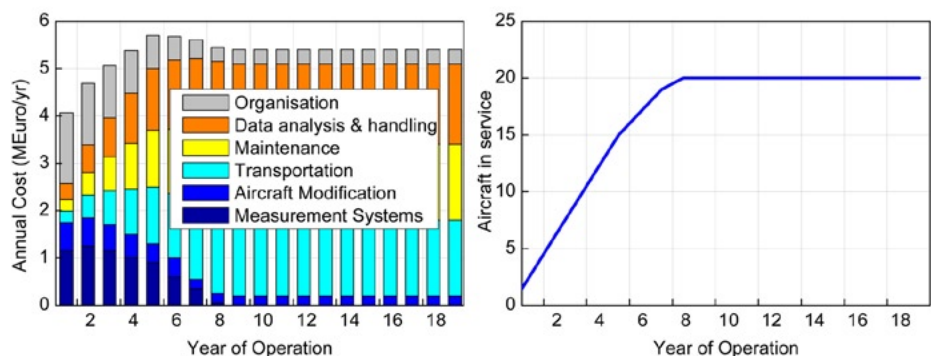 6
5
4
3
2
1
0
Annual Cost (MEuro/yr)
Organisation
Data analysis & handling
Maintenance
Transportation
Aircraft Modification
Measurement Systems
2 4 6 8 10 12 14 16 18
Year of Operation
25
20
15
10
5
0
Aircraft in service
2 4 6 8 10 12 14 16 18
Year of Operation